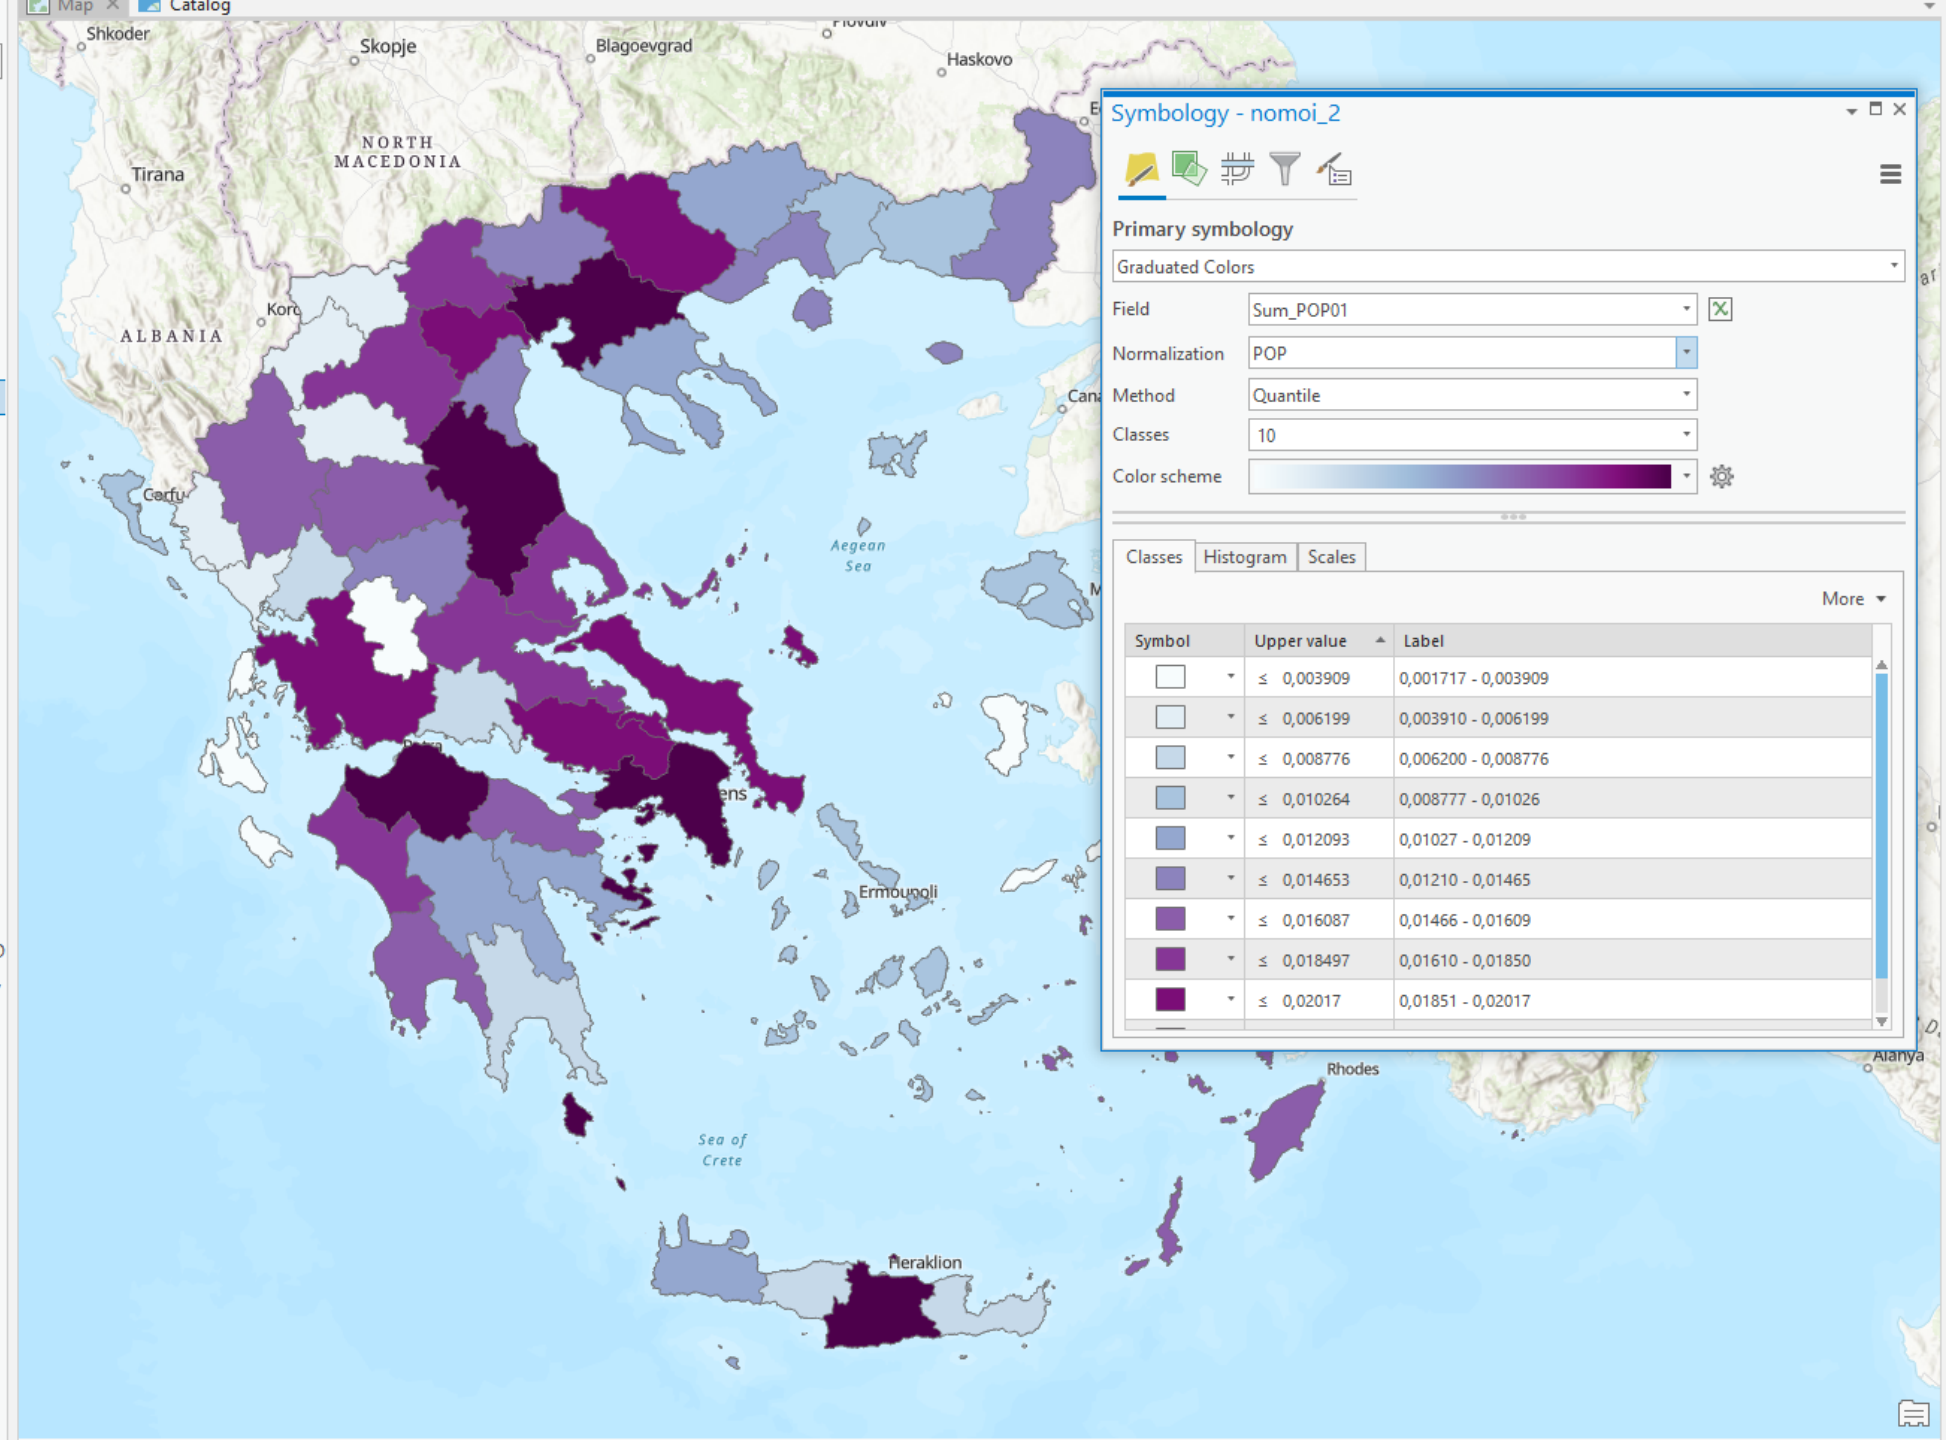 Map
Catalog
Shkoder
Skopje
Blagoevgrad
Plovdiv
Haskovo
NORTH
MACEDONIA
Tirana
ALBANIA
Corfu
Aegean
Sea
Ermoupoli
Sea of
Crete
Heraklion
Rhodes
Alanya
Symbology - nomoi_2
Primary symbology
Graduated Colors
Field Sum_POP01
Normalization POP
Method Quantile
Classes 10
Color scheme
Classes Histogram Scales
More
Symbol Upper value Label
≤ 0,003909 0,001717 - 0,003909
≤ 0,006199 0,003910 - 0,006199
≤ 0,008776 0,006200 - 0,008776
≤ 0,010264 0,008777 - 0,01026
≤ 0,012093 0,01027 - 0,01209
≤ 0,014653 0,01210 - 0,01465
≤ 0,016087 0,01466 - 0,01609
≤ 0,018497 0,01610 - 0,01850
≤ 0,02017 0,01851 - 0,02017